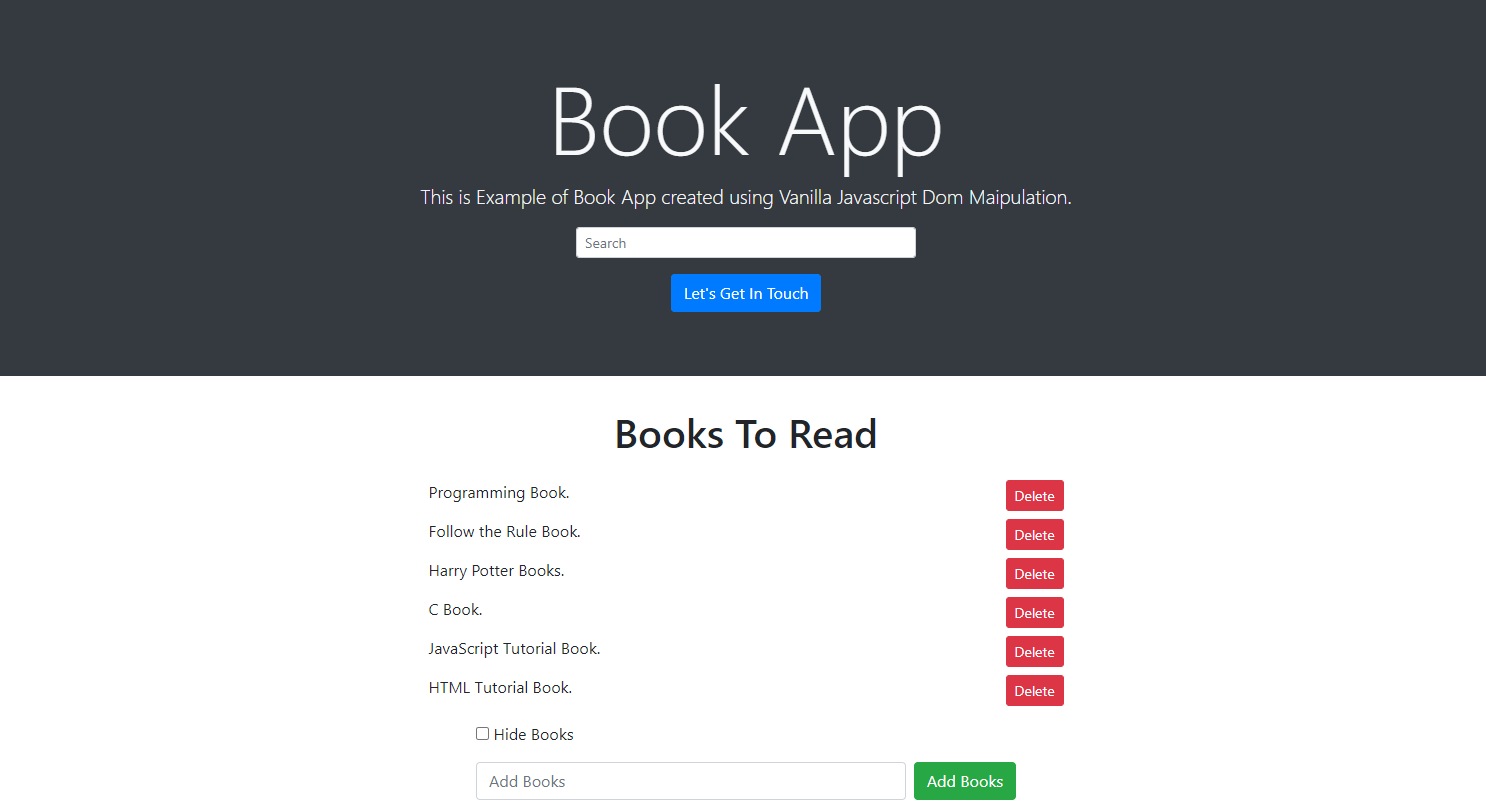 Book App
This is Example of Book App created using Vanilla Javascript Dom Maipulation.
Search
Let's Get In Touch
Books To Read
Programming Book. Delete
Follow the Rule Book. Delete
Harry Potter Books. Delete
C Book. Delete
JavaScript Tutorial Book. Delete
HTML Tutorial Book. Delete
Hide Books
Add Books Add Books